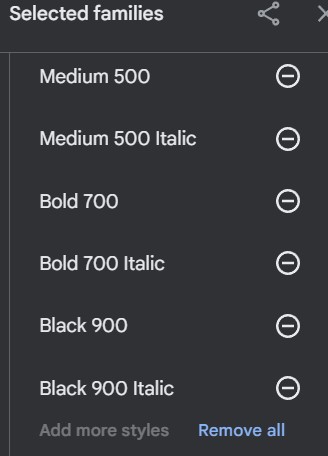 Selected families
Medium 500
Medium 500 Italic
Bold 700
Bold 700 Italic
Black 900
Black 900 Italic
Add more styles Remove all